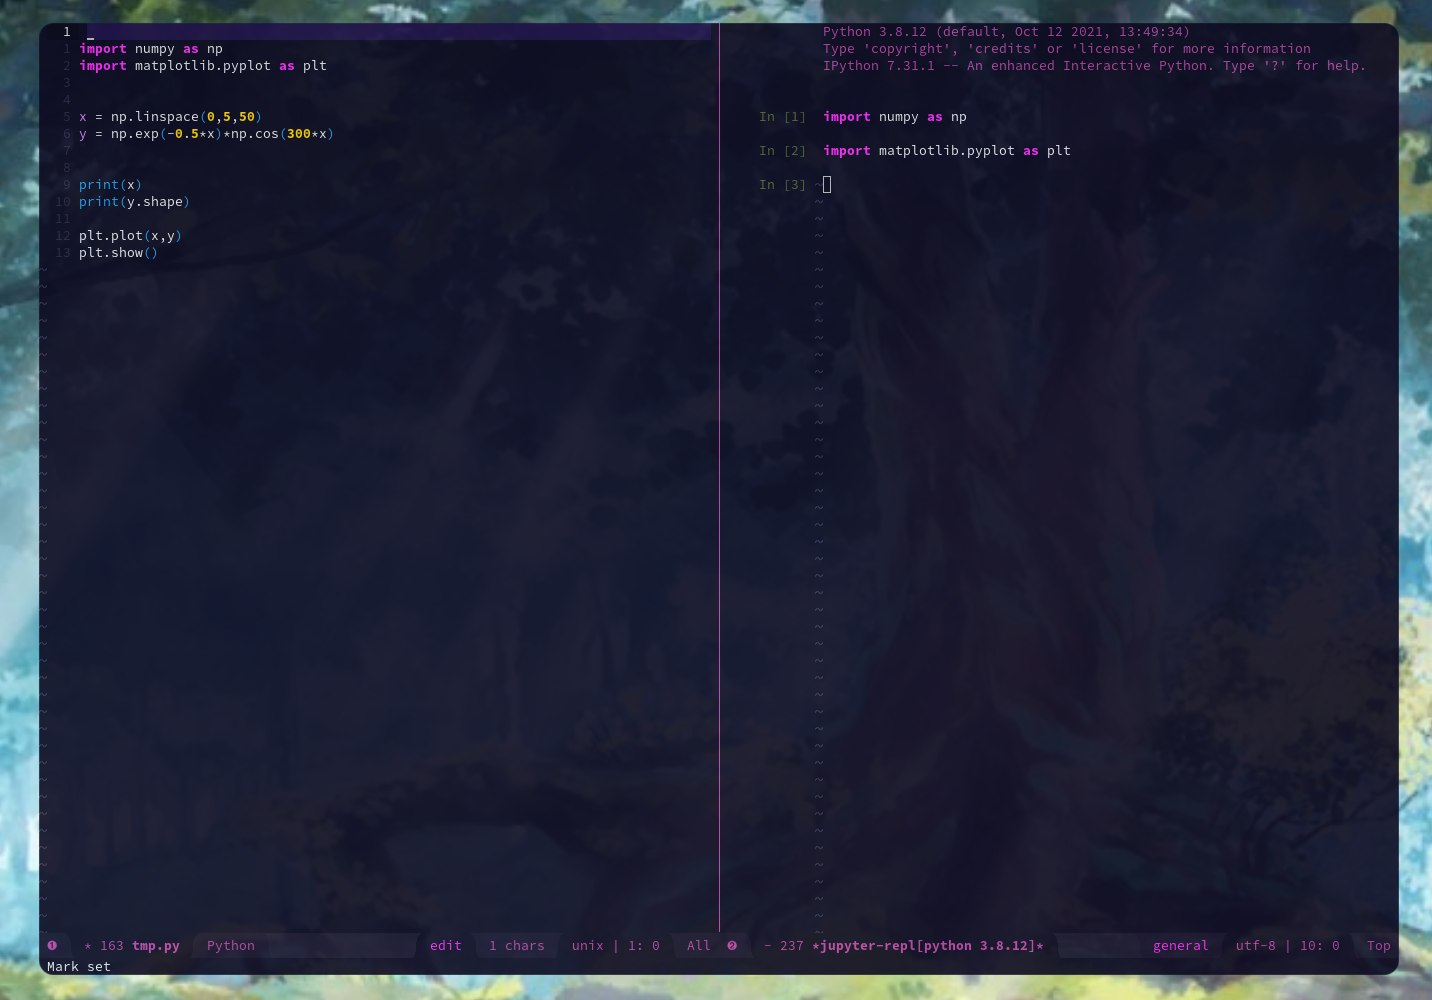 1
1 import numpy as np
2 import matplotlib.pyplot as plt
3
4
5 x = np.linspace(0,5,50)
6 y = np.exp(-0.5*x)*np.cos(300*x)
7
8
9 print(x)
10 print(y.shape)
11
12 plt.plot(x,y)
13 plt.show()
Python 3.8.12 (default, Oct 12 2021, 13:49:34)
Type 'copyright', 'credits' or 'license' for more information
IPython 7.31.1 -- An enhanced Interactive Python. Type '?' for help.
In [1] import numpy as np
In [2] import matplotlib.pyplot as plt
In [3]
❶ * 163 tmp.py Python edit 1 chars unix | 1: 0 All
❷ - 237 *jupyter-repl[python 3.8.12]* general utf-8 | 10: 0 Top
Mark set